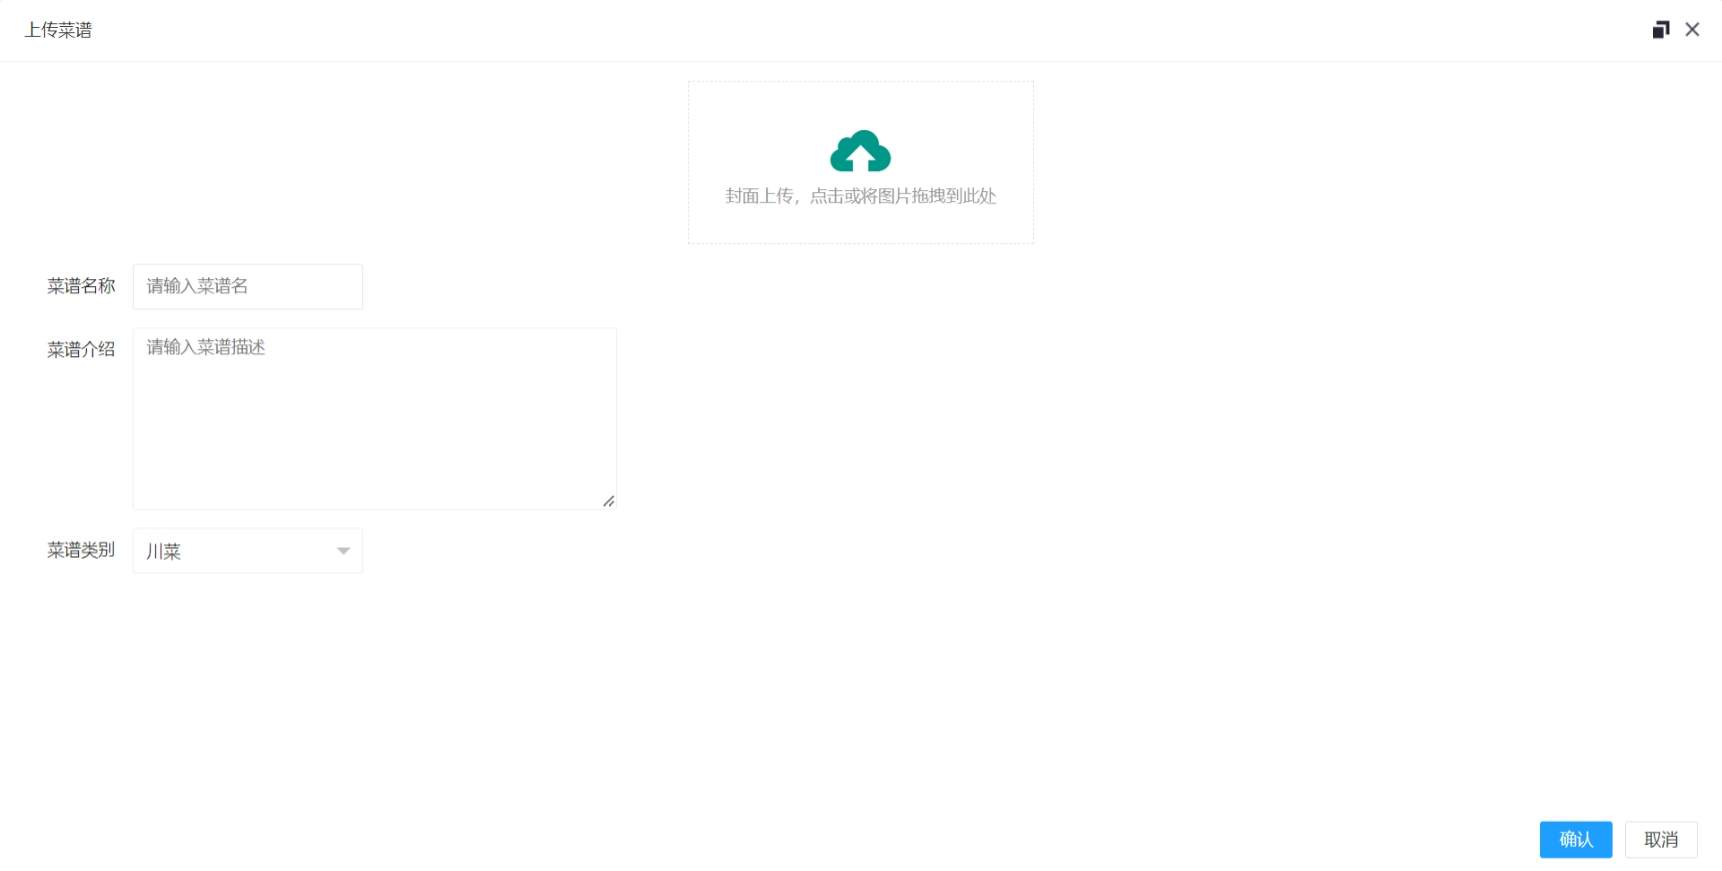 上传菜谱
封面上传，点击或将图片拖拽到此处
菜谱名称 请输入菜谱名
菜谱介绍 请输入菜谱描述
菜谱类别 川菜
确认 取消